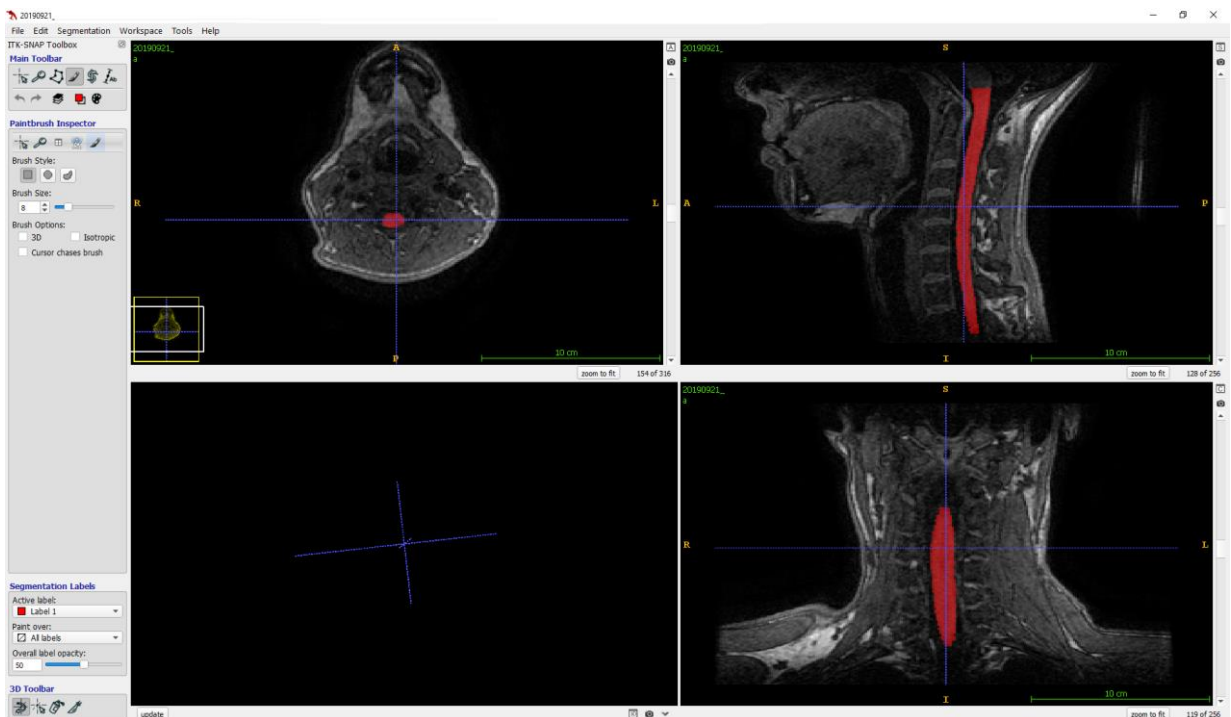 20190921_
File Edit Segmentation Workspace Tools Help
ITK-SNAP Toolbox
Main Toolbar
Paintbrush Inspector
Brush Style:
Brush Size:
8
Brush Options:
3D Isotropic
Cursor chases brush
Segmentation Labels
Active label:
Label 1
Paint over:
All labels
Overall label opacity:
50
3D Toolbar
20190921_
a
A
R
L
P
10 cm
zoom to fit 154 of 316
20190921_
a
S
A
P
I
10 cm
zoom to fit 128 of 256
update
20190921_
a
S
R
L
I
10 cm
zoom to fit 119 of 256